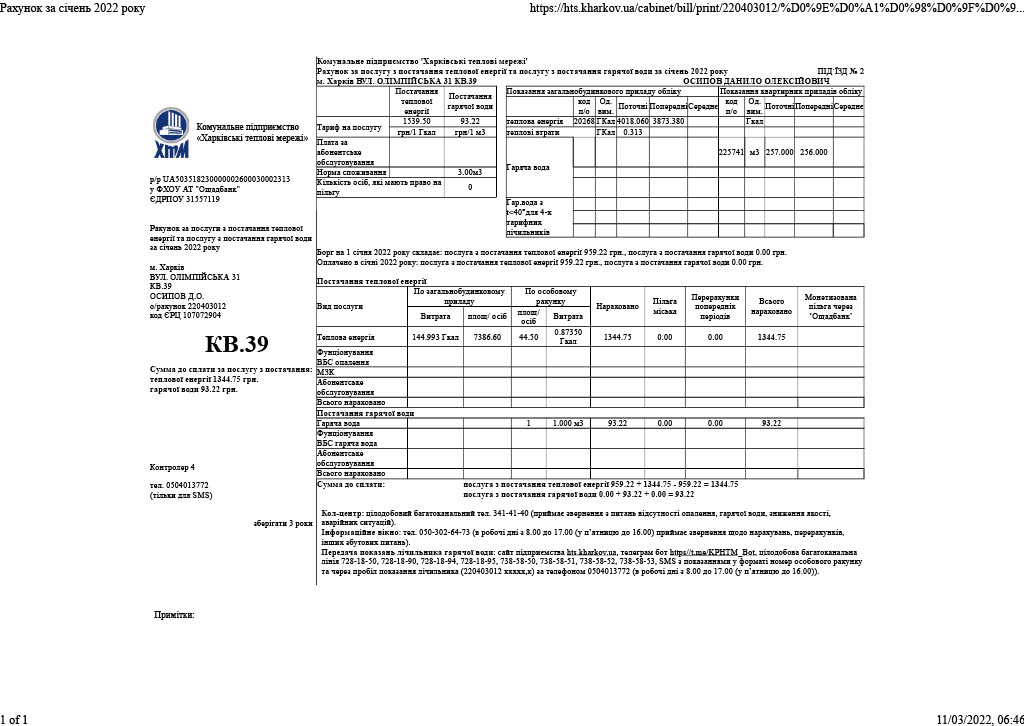 Рахунок за січень 2022 року
https://hts.kharkov.ua/cabinet/bill/print/220403012/%D0%9E%D0%A1%D0%98%D0%9F%D0%9...
ХТМ
Комунальне підприємство
«Харківські теплові мережі»
р/р UA503518230000002600030002313
у ФХОУ АТ "Ощадбанк"
ЄДРПОУ 31557119
Рахунок за послуги з постачання теплової
енергії та послугу з постачання гарячої води
за січень 2022 року
м. Харків
ВУЛ. ОЛІМПІЙСЬКА 31
КВ.39
ОСИПОВ Д.О.
о/рахунок 220403012
код ЄРЦ 107072904
КВ.39
Сумма до сплати за послугу з постачання:
теплової енергії 1344.75 грн.
гарячої води 93.22 грн.
Контролер 4
тел. 0504013772
(тільки для SMS)
зберігати 3 роки
Комунальне підприємство 'Харківські теплові мережі'
Рахунок за послугу з постачання теплової енергії та послугу з постачання гарячої води за січень 2022 року ПІД'ЇЗД № 2
м. Харків ВУЛ. ОЛІМПІЙСЬКА 31 КВ.39 ОСИПОВ ДАНИЛО ОЛЕКСІЙОВИЧ
Постачання теплової енергії Постачання гарячої води
Тариф на послугу 1539.50 93.22
грн/1 Гкал грн/1 м3
Плата за абонентське обслуговування
Норма споживання 3.00м3
Кількість осіб, які мають право на пільгу 0
Показання загальнобудинкового приладу обліку Показання квартирних приладів обліку
код п/о Од. вим. Поточні Попередні Середнє код п/о Од. вим. Поточні Попередні Середнє
теплова енергія 20268 ГКал 4018.060 3873.380 Гкал
теплові втрати ГКал 0.313
Гаряча вода 225741 м3 257.000 256.000
Гар.вода з t<40°для 4-х тарифних лічильників
Борг на 1 січня 2022 року складає: послуга з постачання теплової енергії 959.22 грн., послуга з постачання гарячої води 0.00 грн.
Оплачено в січні 2022 року: послуга з постачання теплової енергії 959.22 грн., послуга з постачання гарячої води 0.00 грн.
Постачання теплової енергії
Вид послуги По загальнобудинковому приладу По особовому рахунку Нараховано Пільга міська Перерахунки попередніх періодів Всього нараховано Монетизована пільга через "Ощадбанк"
Витрата площ/ осіб площ/ осіб Витрата
Теплова енергія 144.993 Гкал 7386.60 44.50 0.87350 Гкал 1344.75 0.00 0.00 1344.75
Фунціонування ВБС опалення
МЗК
Абонентське обслуговування
Всього нараховано
Постачання гарячої води
Гаряча вода 1 1.000 м3 93.22 0.00 0.00 93.22
Фунціонування ВБС гаряча вода
Абонентське обслуговування
Всього нараховано
Сумма до сплати: послуга з постачання теплової енергії 959.22 + 1344.75 - 959.22 = 1344.75
послуга з постачання гарячої води 0.00 + 93.22 + 0.00 = 93.22
Кол-центр: цілодобовий багатоканальний тел. 341-41-40 (приймає звернення з питань відсутності опалення, гарячої води, зниження якості,
аварійних ситуацій).
Інформаційне вікно: тел. 050-302-64-73 (в робочі дні з 8.00 до 17.00 (у п'ятницю до 16.00) приймає звернення щодо нарахувань, перерахунків,
інших збутових питань).
Передача показань лічильника гарячої води: сайт підприємства hts.kharkov.ua, телеграм бот https//t.me/KPHTM_Bot, цілодобова багатоканальна
лінія 728-18-50, 728-18-90, 728-18-94, 728-18-95, 738-58-50, 738-58-51, 738-58-52, 738-58-53, SMS з показаннями у форматі номер особового рахунку
та через пробіл показання лічильника (220403012 xxxxx,x) за телефоном 0504013772 (в робочі дні з 8.00 до 17.00 (у п'ятницю до 16.00)).
Примітки:
1 of 1
11/03/2022, 06:46